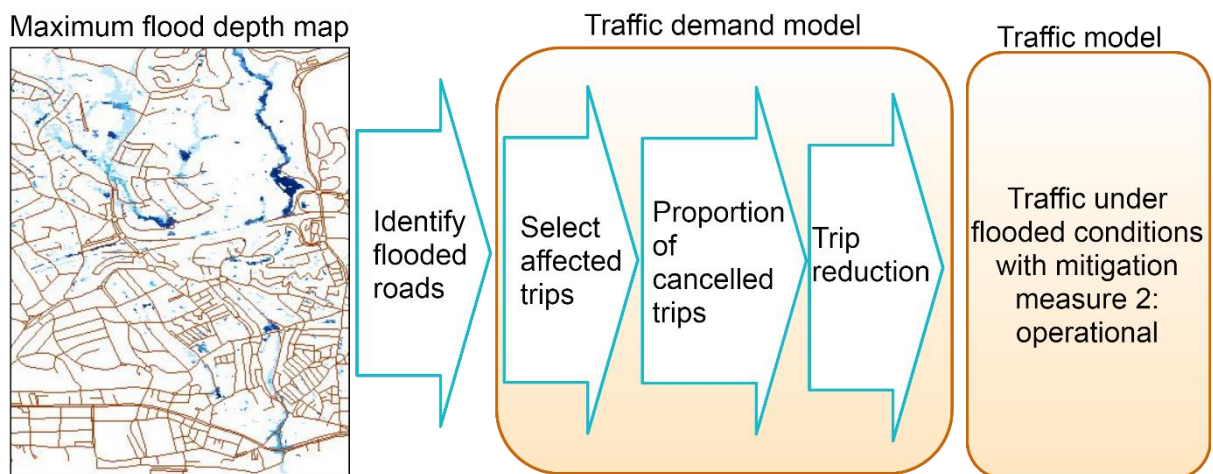 Maximum flood depth map
Traffic demand model
Traffic model
Identify
flooded
roads
Select
affected
trips
Proportion
of
cancelled
trips
Trip
reduction
Traffic under
flooded conditions
with mitigation
measure 2:
operational